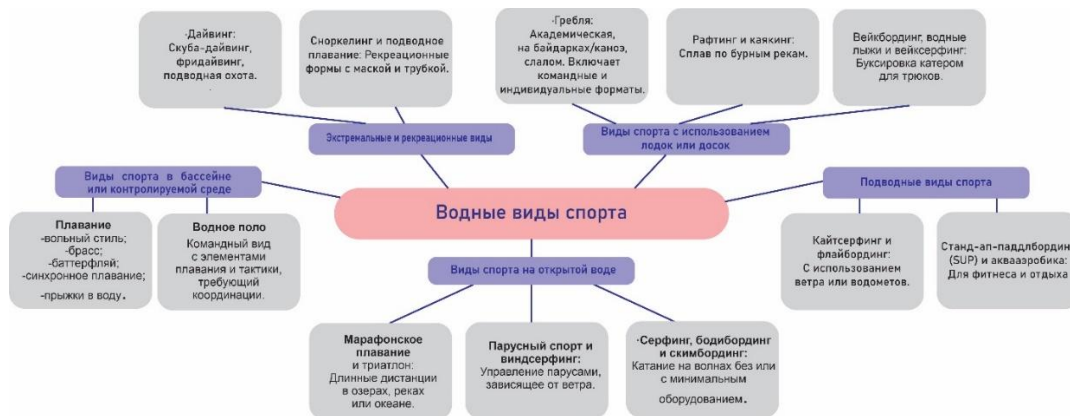 ·Дайвинг:
Скуба-дайвинг,
фридайвинг,
подводная охота.
.
Сноркелинг и подводное
плавание: Рекреационные
формы с маской и трубкой.
·Гребля:
Академическая,
на байдарках/каноэ,
слалом. Включает
командные и
индивидуальные форматы.
Рафтинг и каякинг:
Сплав по бурным рекам.
Вейкбординг, водные
лыжи и вейксерфинг:
Буксировка катером
для трюков.
Экстремальные и рекреационные виды
Виды спорта с использованием
лодок или досок
Виды спорта в бассейне
или контролируемой среде
Водные виды спорта
Подводные виды спорта
Плавание
-вольный стиль;
-брасс;
-баттерфляй;
-синхронное плавание;
-прыжки в воду.
Водное поло
Командный вид
с элементами
плавания и тактики,
требующий
координации.
Виды спорта на открытой воде
Кайтсерфинг и
флайбординг:
С использованием
ветра или водометов.
Станд-ап-паддлбординг
(SUP) и аквааэробика:
Для фитнеса и отдыха
Марафонское
плавание
и триатлон:
Длинные дистанции
в озерах, реках
или океане.
Парусный спорт и
виндсерфинг:
Управление парусами,
зависящее от ветра.
·Серфинг, бодибординг
и скимбординг:
Катание на волнах без или
с минимальным
оборудованием.